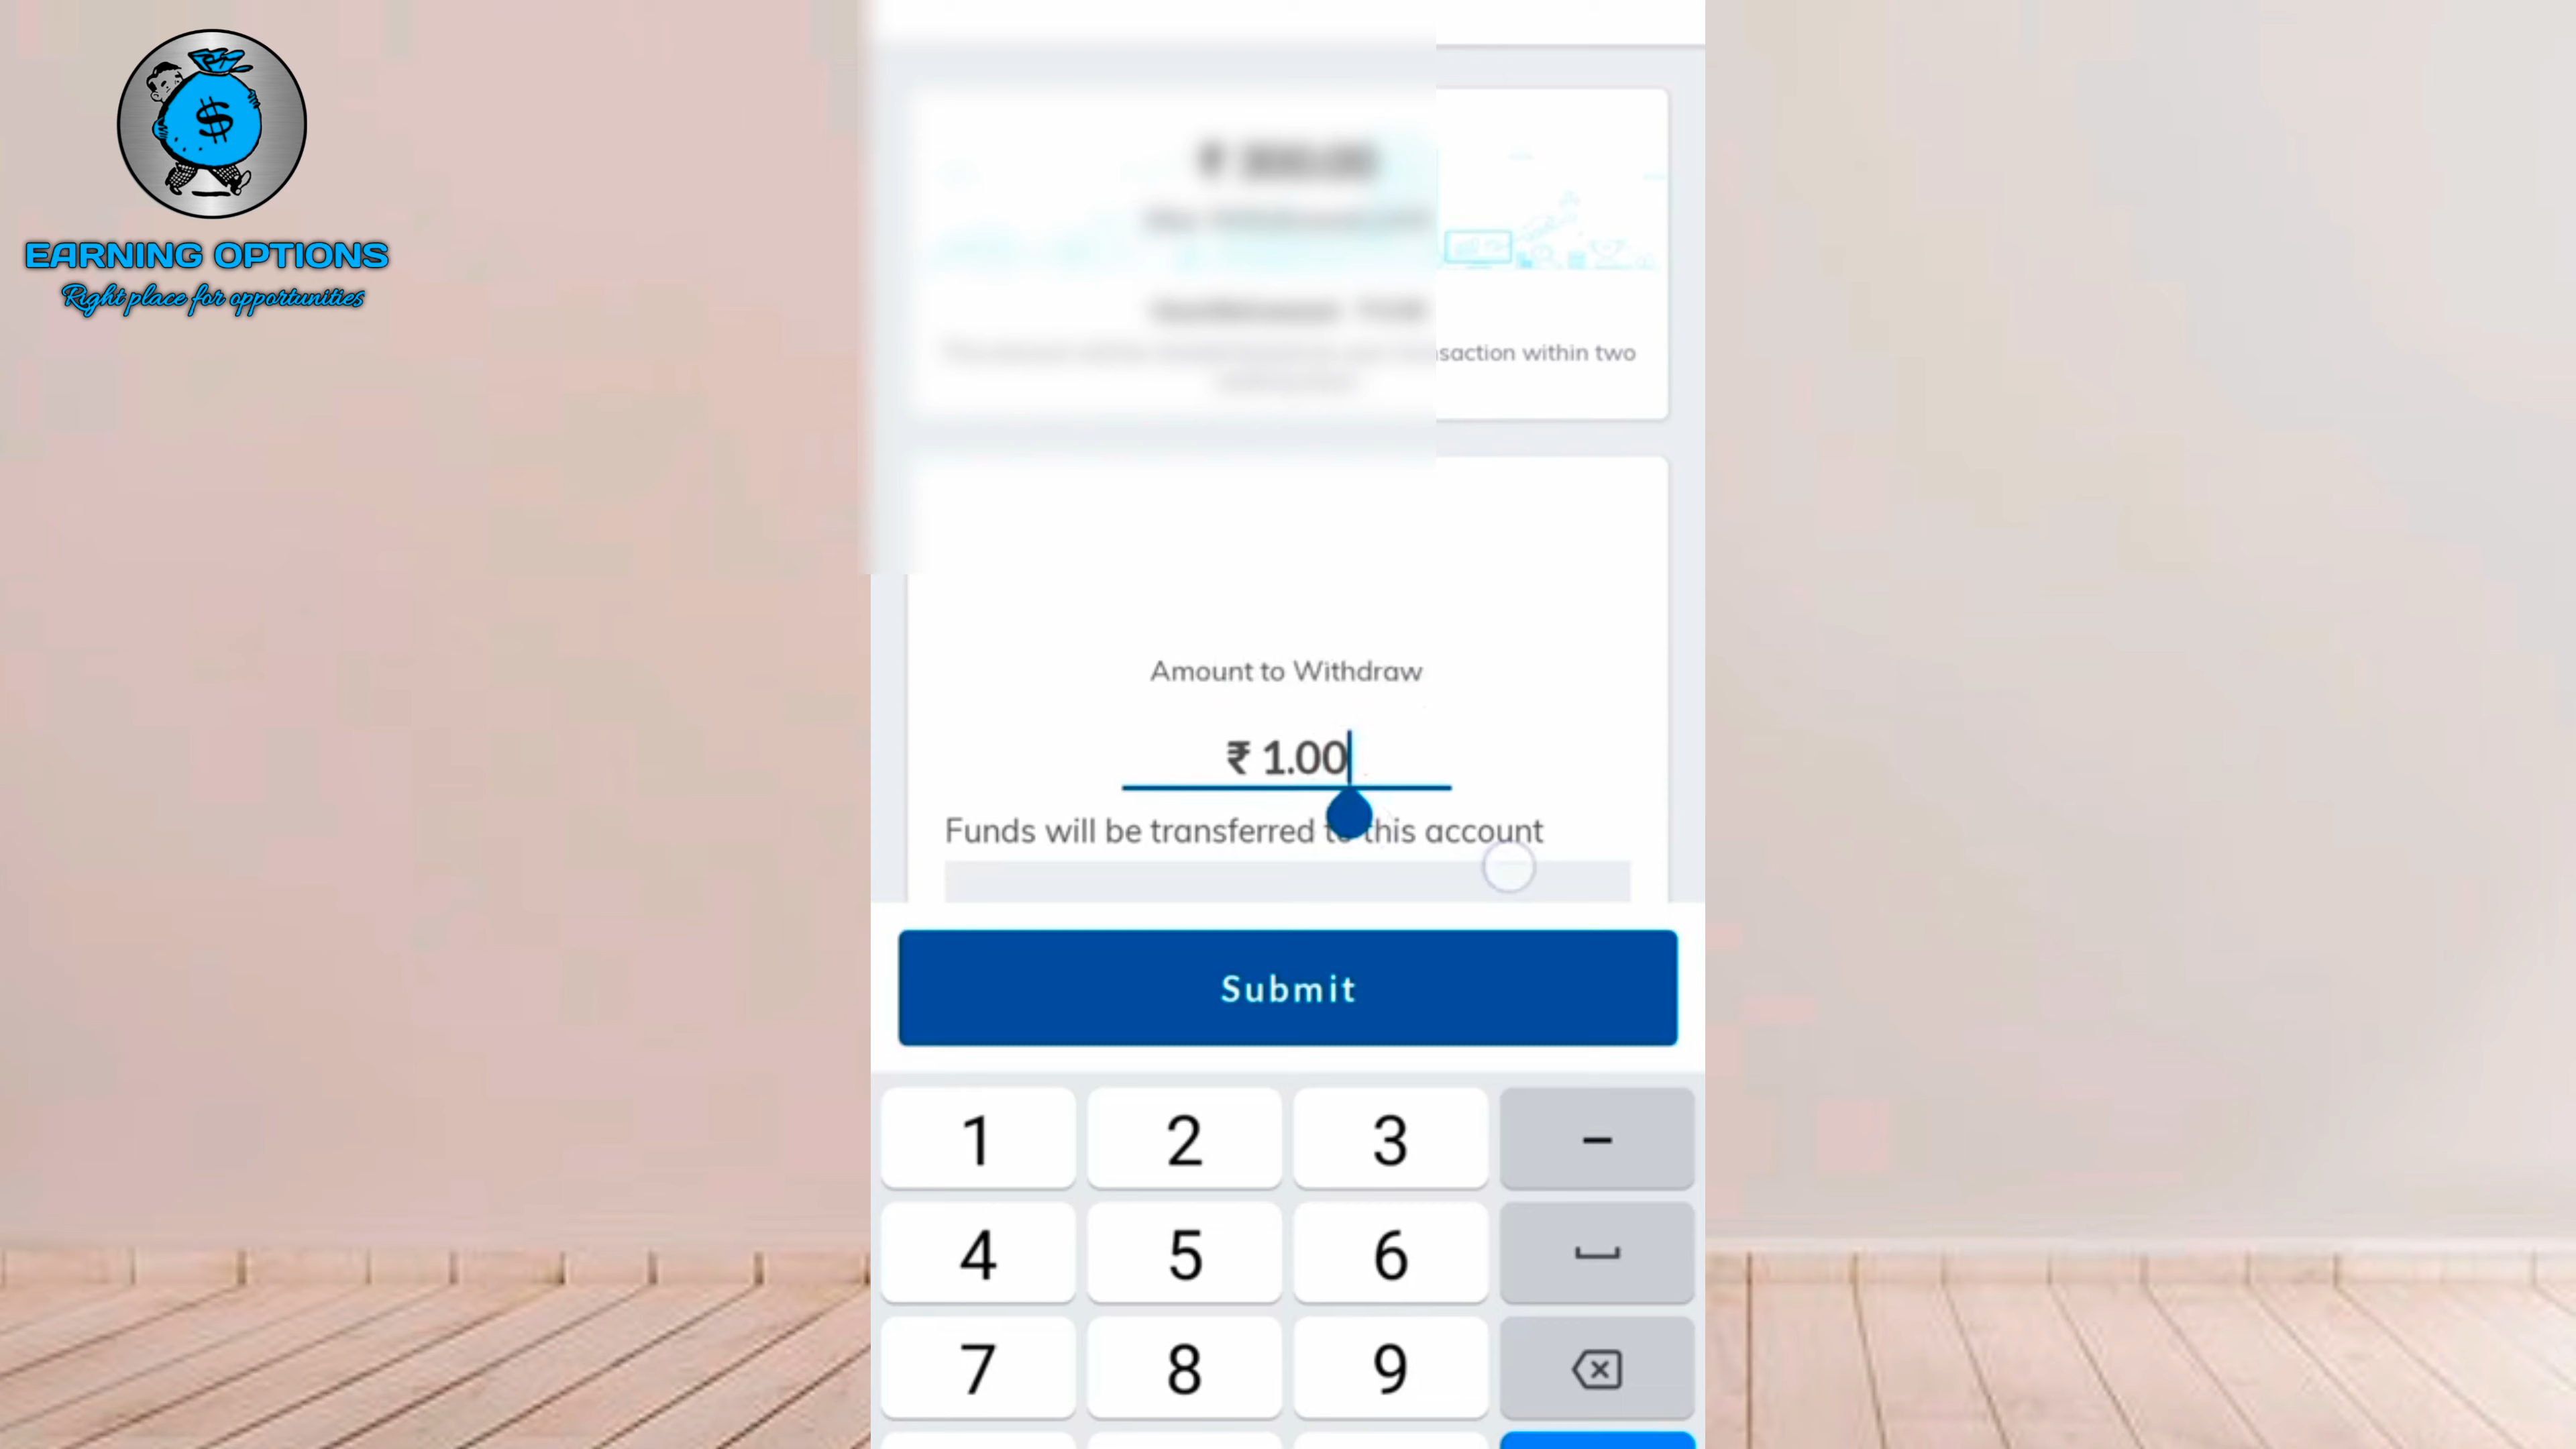 $
EARNING OPTIONS
Right place for opportunities
saction within two
Amount to Withdraw
₹ 1.00
Funds will be transferred to this account
Submit
1 2 3 -
4 5 6
7 8 9